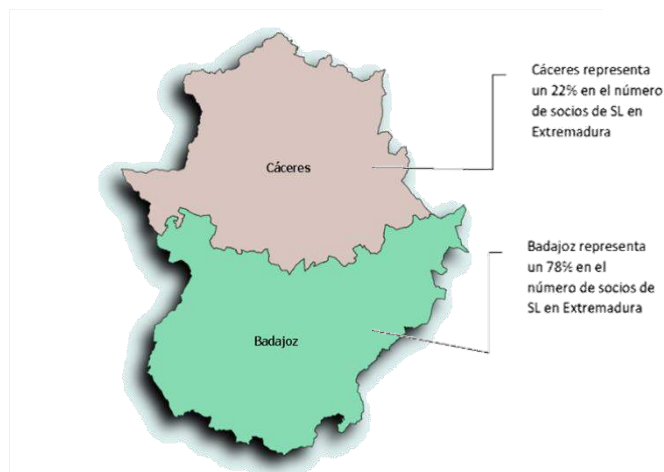 Cáceres representa
un 22% en el número
de socios de SL en
Extremadura
Cáceres
Badajoz representa
un 78% en el
número de socios de
SL en Extremadura
Badajoz